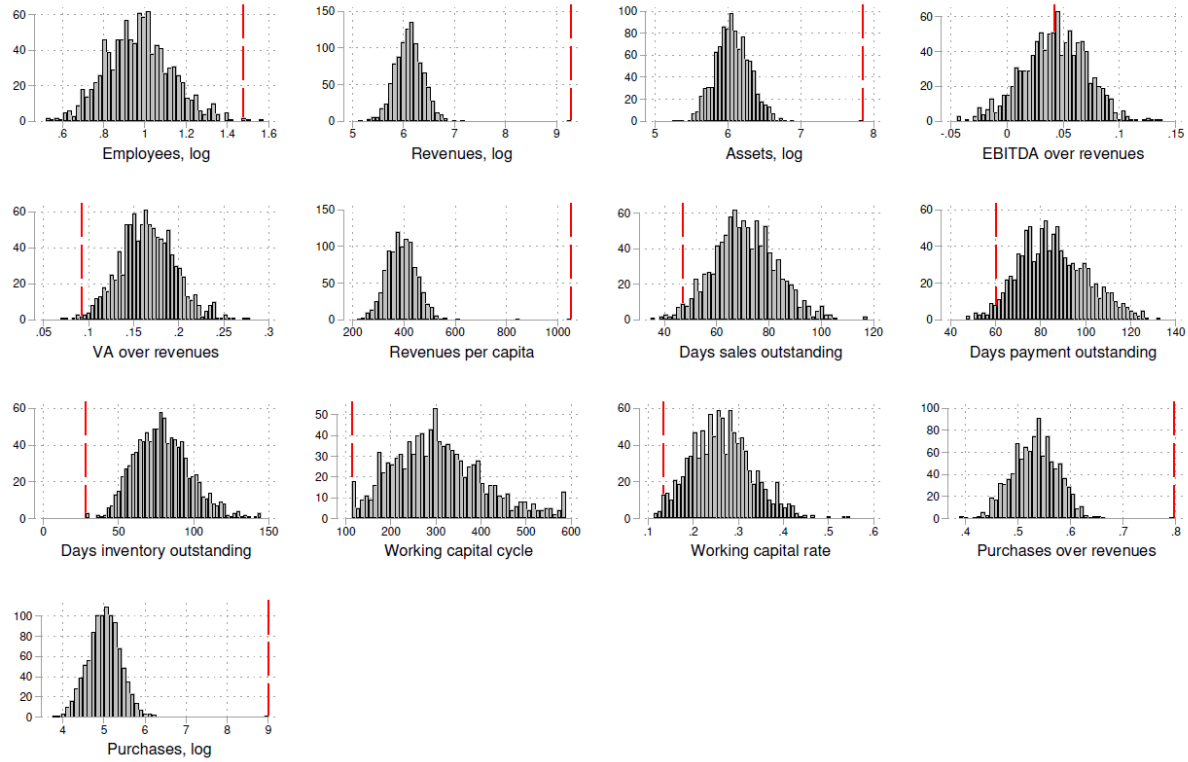 60
40
20
0
.6 .8 1 1.2 1.4 1.6
Employees, log
150
100
50
0
5 6 7 8 9
Revenues, log
100
80
60
40
20
0
5 6 7 8
Assets, log
60
40
20
0
-.05 0 .05 .1 .15
EBITDA over revenues
60
40
20
0
.05 .1 .15 .2 .25 .3
VA over revenues
150
100
50
0
200 400 600 800 1000
Revenues per capita
60
40
20
0
40 60 80 100 120
Days sales outstanding
60
40
20
0
40 60 80 100 120 140
Days payment outstanding
60
40
20
0
0 50 100 150
Days inventory outstanding
50
40
30
20
10
0
100 200 300 400 500 600
Working capital cycle
60
40
20
0
.1 .2 .3 .4 .5 .6
Working capital rate
100
80
60
40
20
0
.4 .5 .6 .7 .8
Purchases over revenues
100
80
60
40
20
0
4 5 6 7 8 9
Purchases, log